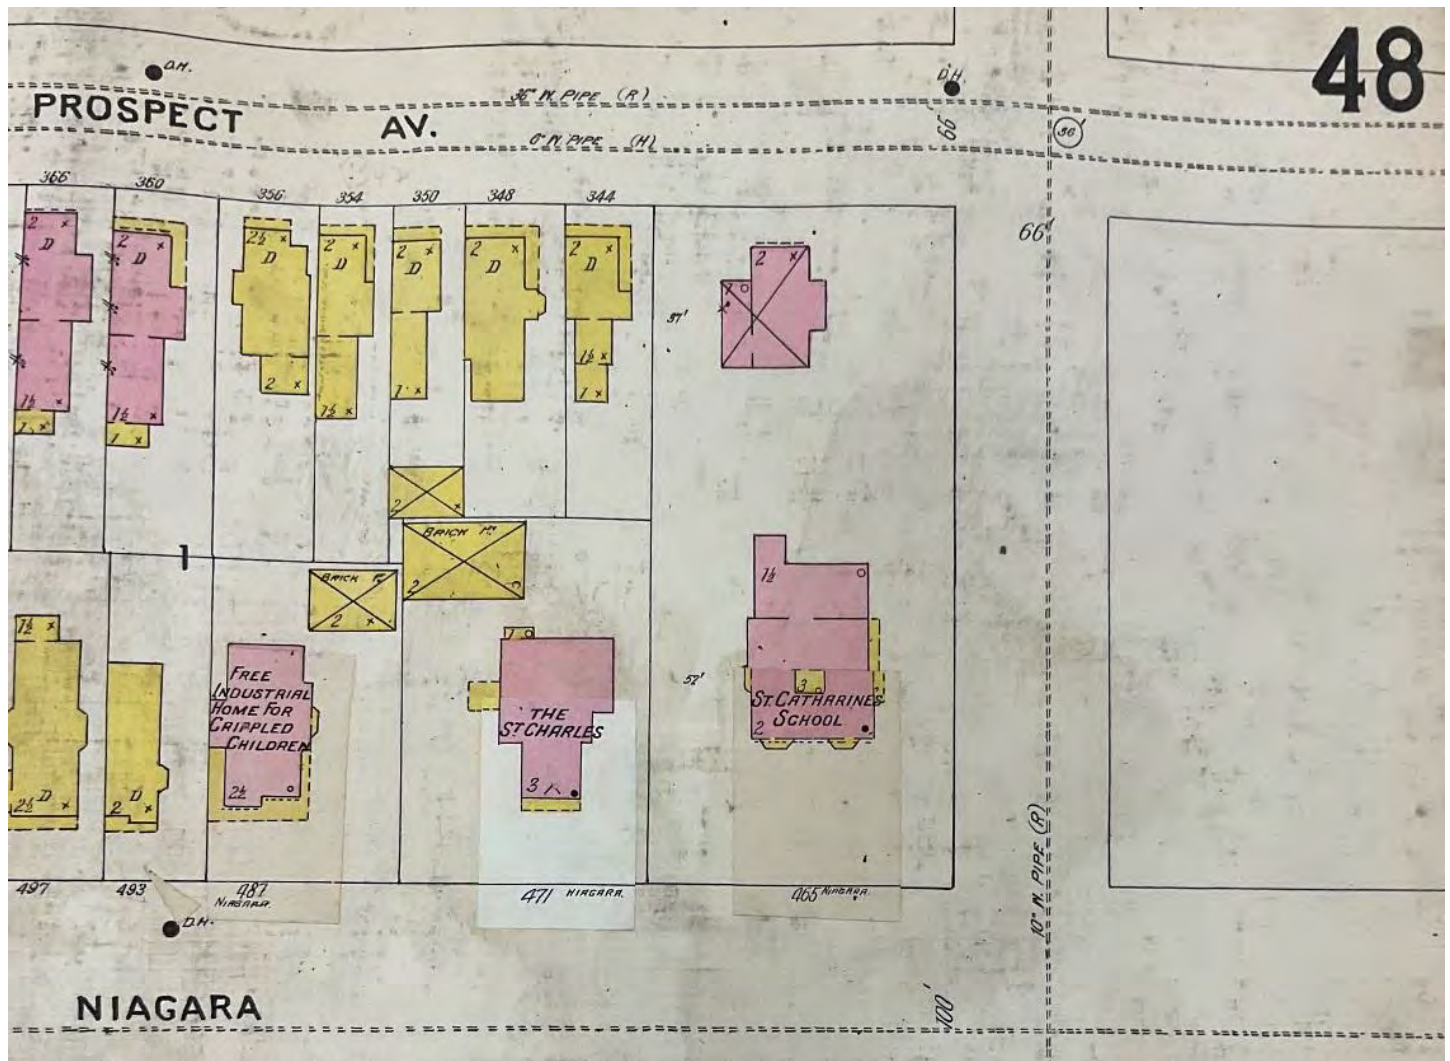 48
D.H.
D.H.
36" W. PIPE (R)
PROSPECT AV.
6" W. PIPE (H)
66'
36'
366
360
356
354
350
348
344
66'
2 x
D
2 x
D
2½ x
D
2 x
D
2 x
D
2 x
D
2 x
D
2 x
37'
1½ x
2 x
1 x
1½ x
1 x
1½ x
1 x
1½ x
1 x
2 x
BRICK
2
1
BRICK
2 x
1½
1½ x
1
FREE
INDUSTRIAL
HOME FOR
CRIPPLED
CHILDREN
2½
THE
ST CHARLES
3
52'
3
ST. CATHARINES
SCHOOL
2
D
2½ x
D
2 x
10" W. PIPE (R)
497
493
487
NIAGARA.
471 NIAGARA.
465 NIAGARA.
D.H.
NIAGARA
100'